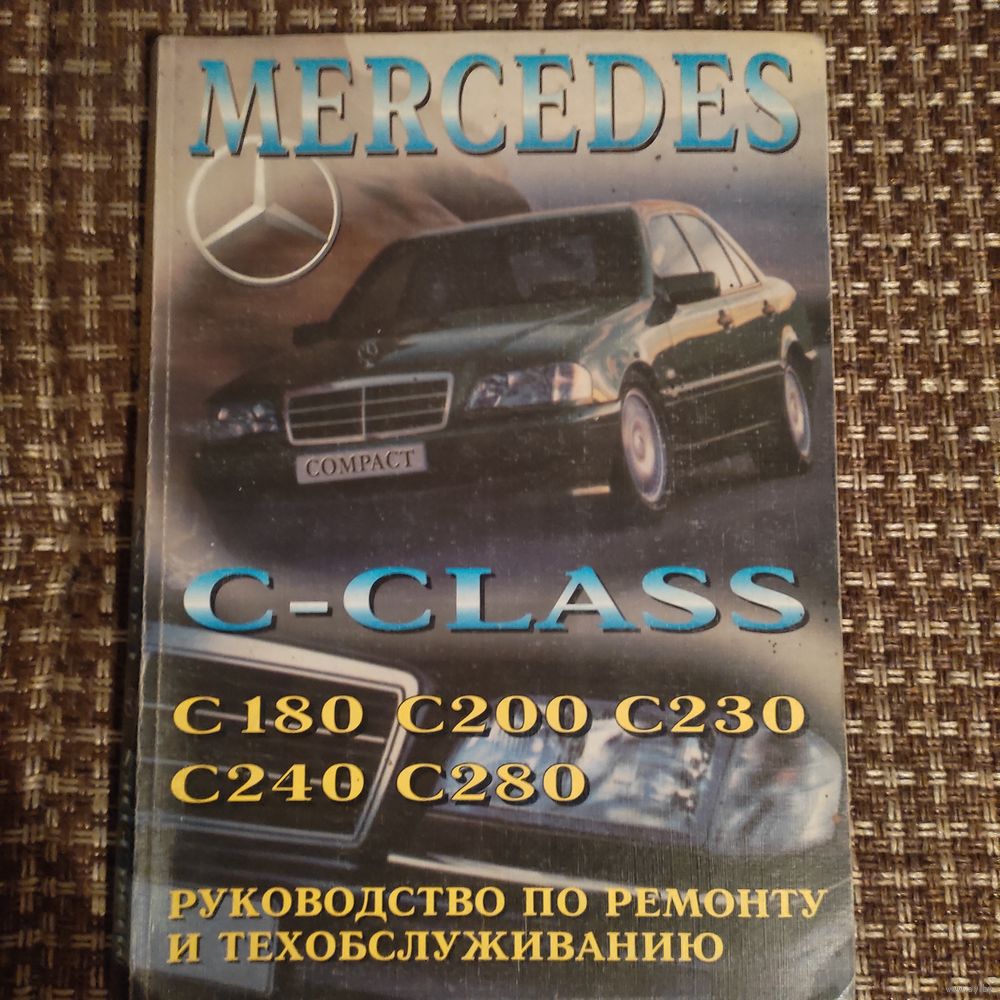 MERCEDES
COMPACT
C-CLASS
C180 C200 C230
C240 C280
РУКОВОДСТВО ПО РЕМОНТУ
И ТЕХОБСЛУЖИВАНИЮ